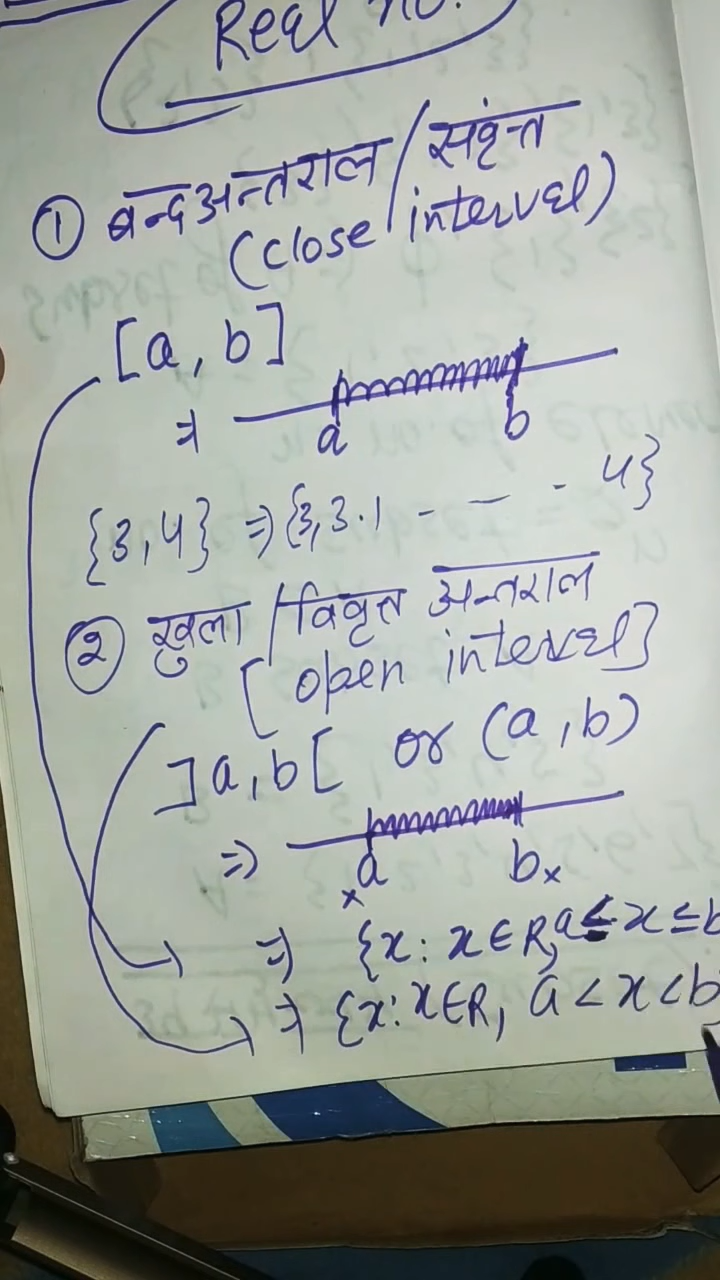 Real no.
① बन्दअन्तराल / संवृत्त
(close interval)
[a, b]
⇒ a b
{3,4} ⇒ {3,3.1 - - - 4}
② खुला / विवृत्त अन्तराल
[open interval]
]a, b[ or (a, b)
⇒ a b
x x
⇒ {x: x∈R, a≤x≤b
⇒ {x: x∈R, a<x<b